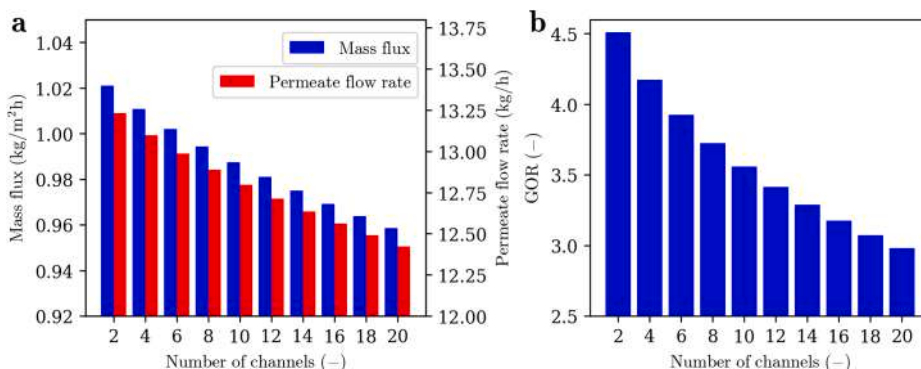 a
1.04
1.02
1.00
0.98
0.96
0.94
0.92
Mass flux (kg/m²h)
Mass flux
Permeate flow rate
13.75
13.50
13.25
13.00
12.75
12.50
12.25
12.00
Permeate flow rate (kg/h)
2 4 6 8 10 12 14 16 18 20
Number of channels (−)
b
4.5
4.0
3.5
3.0
2.5
GOR (−)
2 4 6 8 10 12 14 16 18 20
Number of channels (−)